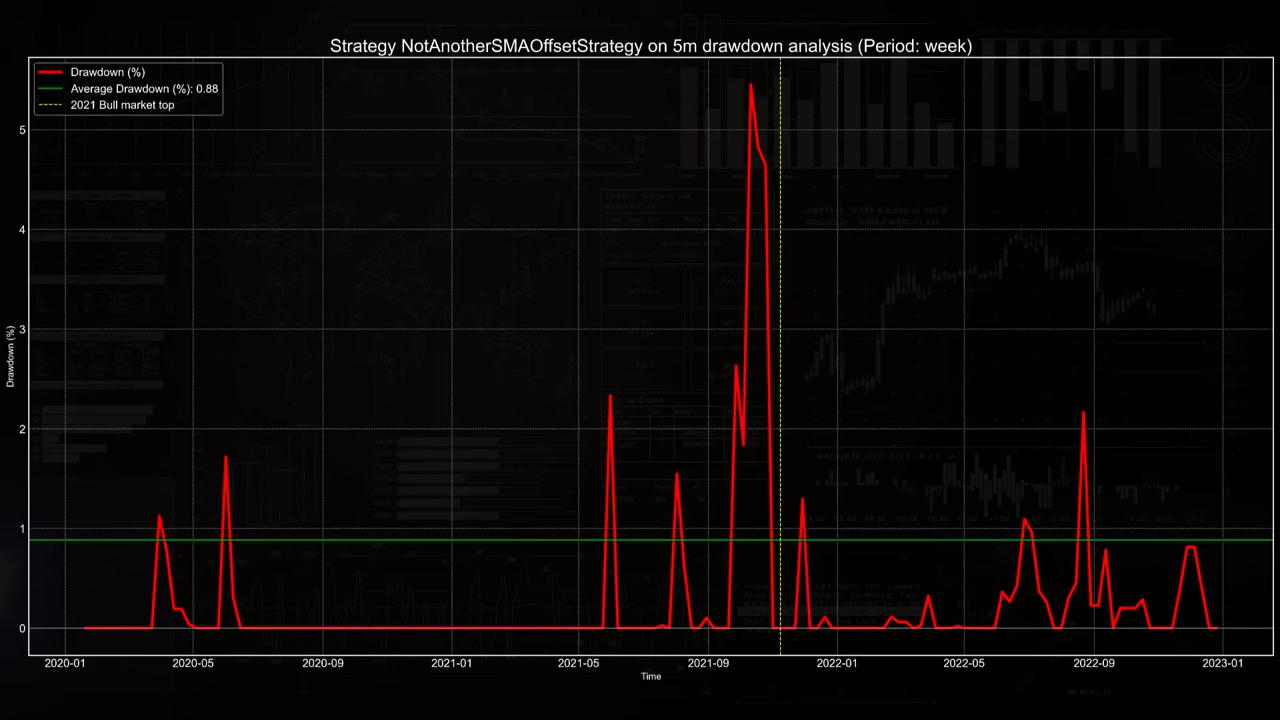 Strategy NotAnotherSMAOffsetStrategy on 5m drawdown analysis (Period: week)
Drawdown (%)
Average Drawdown (%): 0.88
2021 Bull market top
Drawdown (%)
5
4
3
2
1
0
2020-01 2020-05 2020-09 2021-01 2021-05 2021-09 2022-01 2022-05 2022-09 2023-01
Time